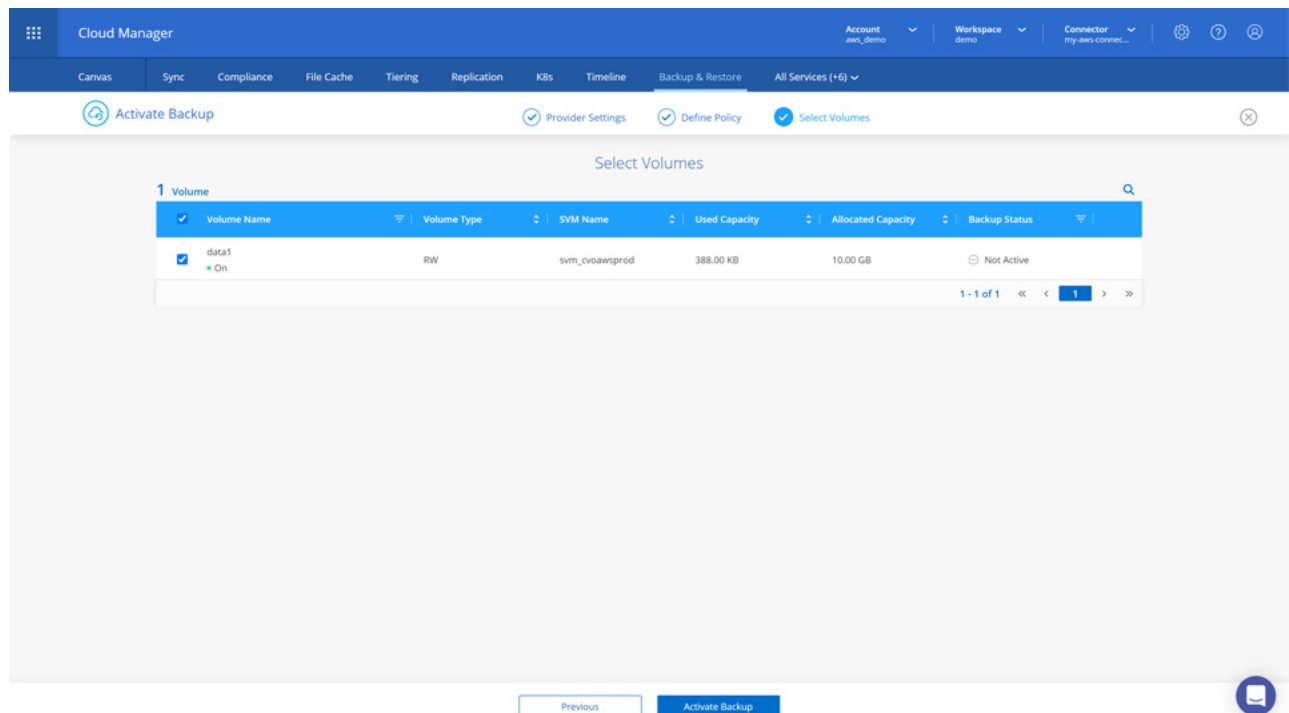 Cloud Manager
Account
aws_demo
Workspace
demo
Connector
my-aws-connec...
Canvas Sync Compliance File Cache Tiering Replication K8s Timeline Backup & Restore All Services (+6)
Activate Backup Provider Settings Define Policy Select Volumes
Select Volumes
1 Volume
Volume Name Volume Type SVM Name Used Capacity Allocated Capacity Backup Status
data1
On
RW svm_cvoawsprod 388.00 KB 10.00 GB Not Active
1 - 1 of 1 « < 1 > »
Previous Activate Backup